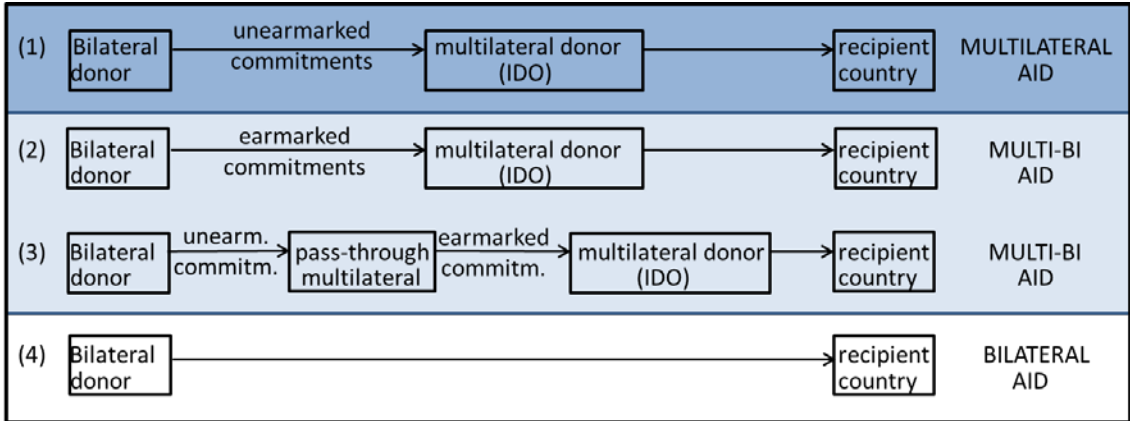 (1) Bilateral donor unearmarked commitments multilateral donor (IDO) recipient country MULTILATERAL AID
(2) Bilateral donor earmarked commitments multilateral donor (IDO) recipient country MULTI-BI AID
(3) Bilateral donor unearm. commitm. pass-through multilateral earmarked commitm. multilateral donor (IDO) recipient country MULTI-BI AID
(4) Bilateral donor recipient country BILATERAL AID